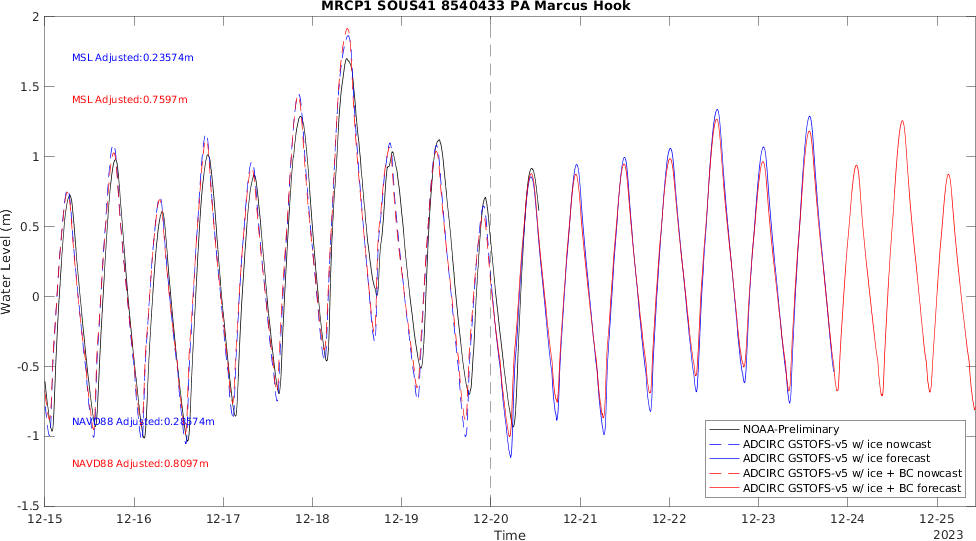 MRCP1 SOUS41 8540433 PA Marcus Hook
2
1.5
1
0.5
0
-0.5
-1
-1.5
Water Level (m)
MSL Adjusted:0.23574m
MSL Adjusted:0.7597m
NAVD88 Adjusted:0.28574m
NAVD88 Adjusted:0.8097m
NOAA-Preliminary
ADCIRC GSTOFS-v5 w/ ice nowcast
ADCIRC GSTOFS-v5 w/ ice forecast
ADCIRC GSTOFS-v5 w/ ice + BC nowcast
ADCIRC GSTOFS-v5 w/ ice + BC forecast
12-15 12-16 12-17 12-18 12-19 12-20 12-21 12-22 12-23 12-24 12-25
Time
2023